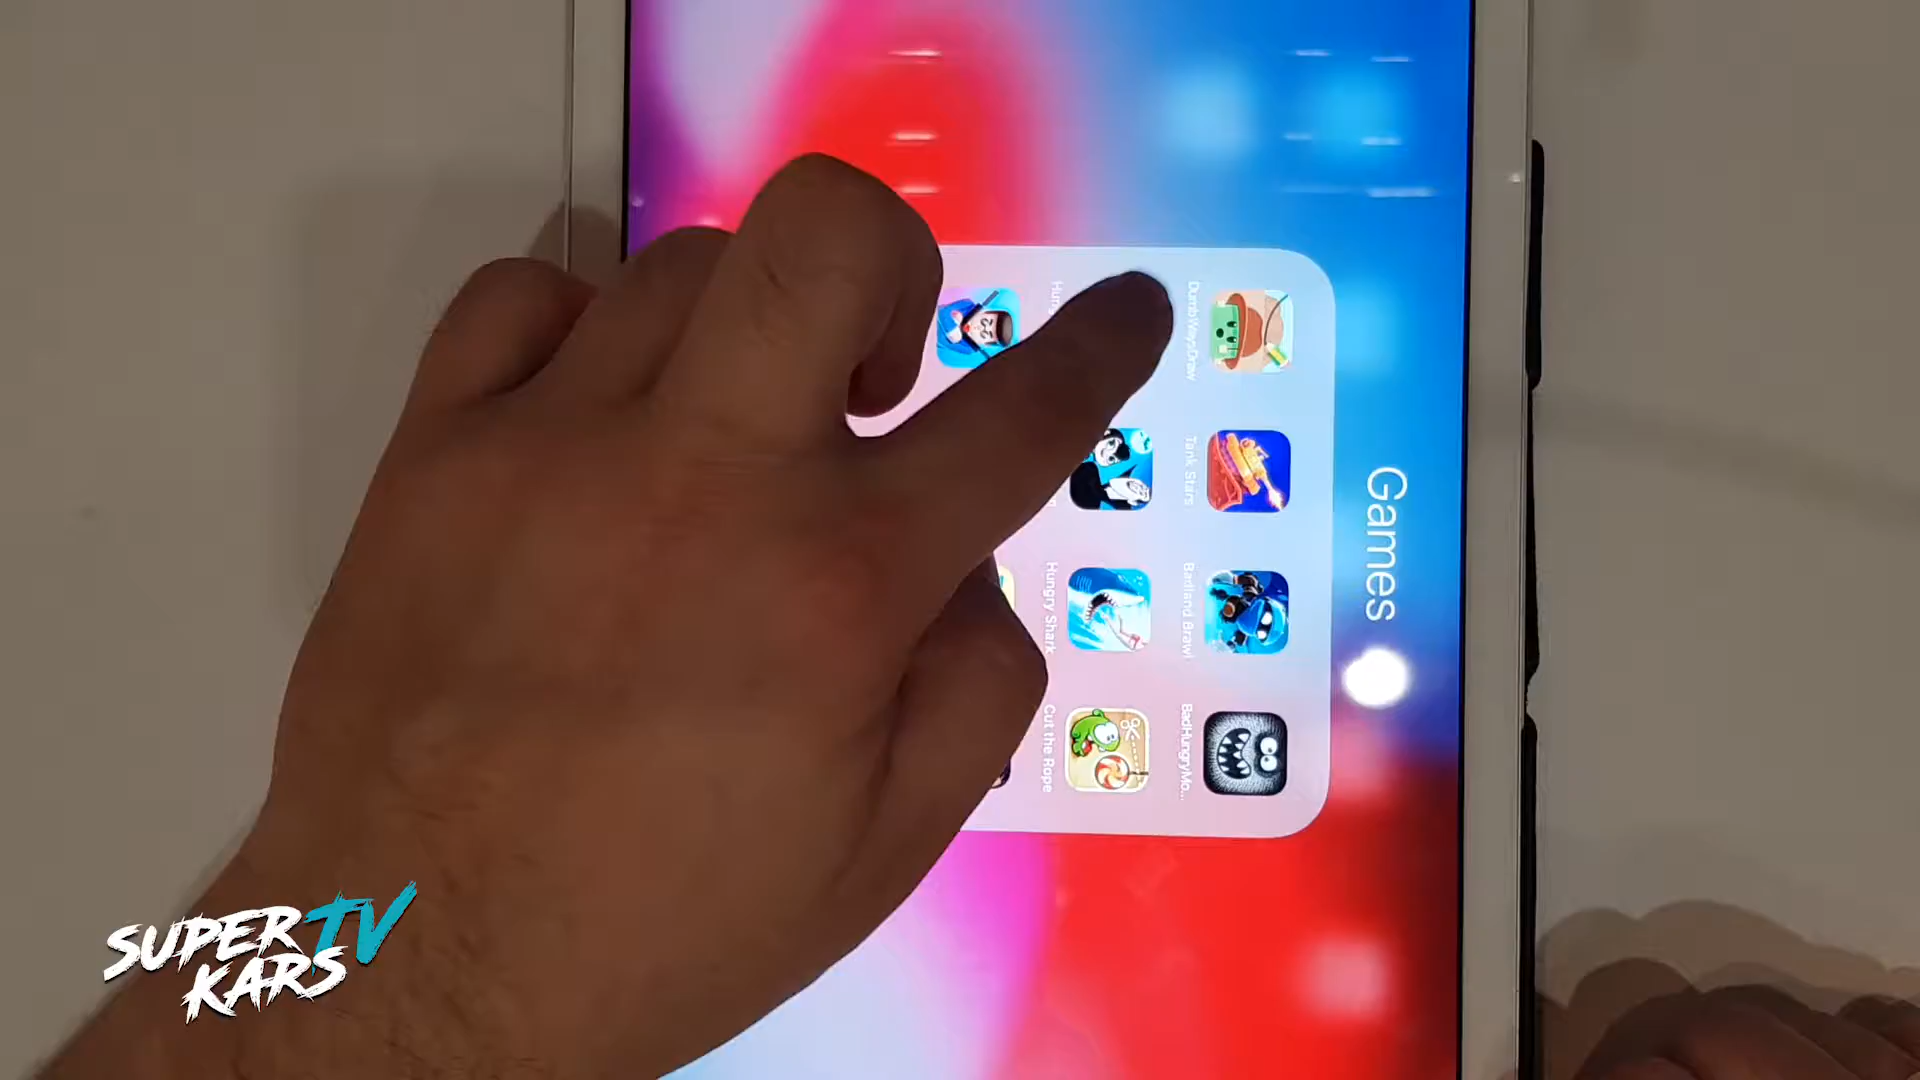 Games
DumbWaysDraw
Tank Stars
Badland Brawl
BadHungryMo...
Hungry Shark
Cut the Rope
SUPER TV
KARS